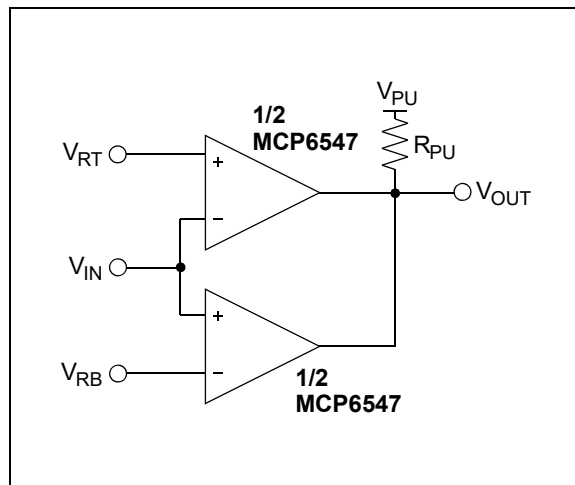 V_PU
1/2
MCP6547
V_RT
R_PU
+
−
V_OUT
V_IN
+
−
V_RB
1/2
MCP6547